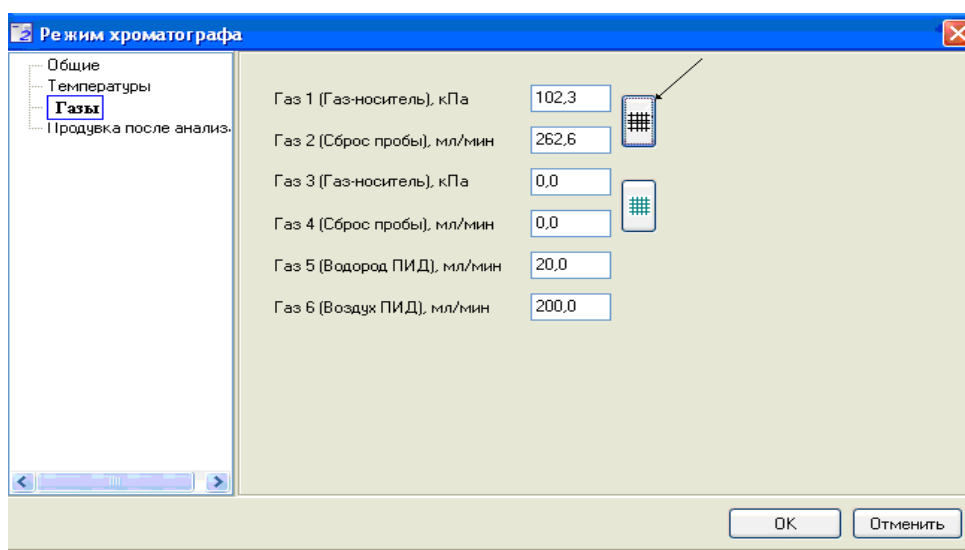 Режим хроматографа
Общие
Температуры
Газы
Продувка после анализ
Газ 1 (Газ-носитель), кПа 102,3
Газ 2 (Сброс пробы), мл/мин 262,6
Газ 3 (Газ-носитель), кПа 0,0
Газ 4 (Сброс пробы), мл/мин 0,0
Газ 5 (Водород ПИД), мл/мин 20,0
Газ 6 (Воздух ПИД), мл/мин 200,0
ОК Отменить